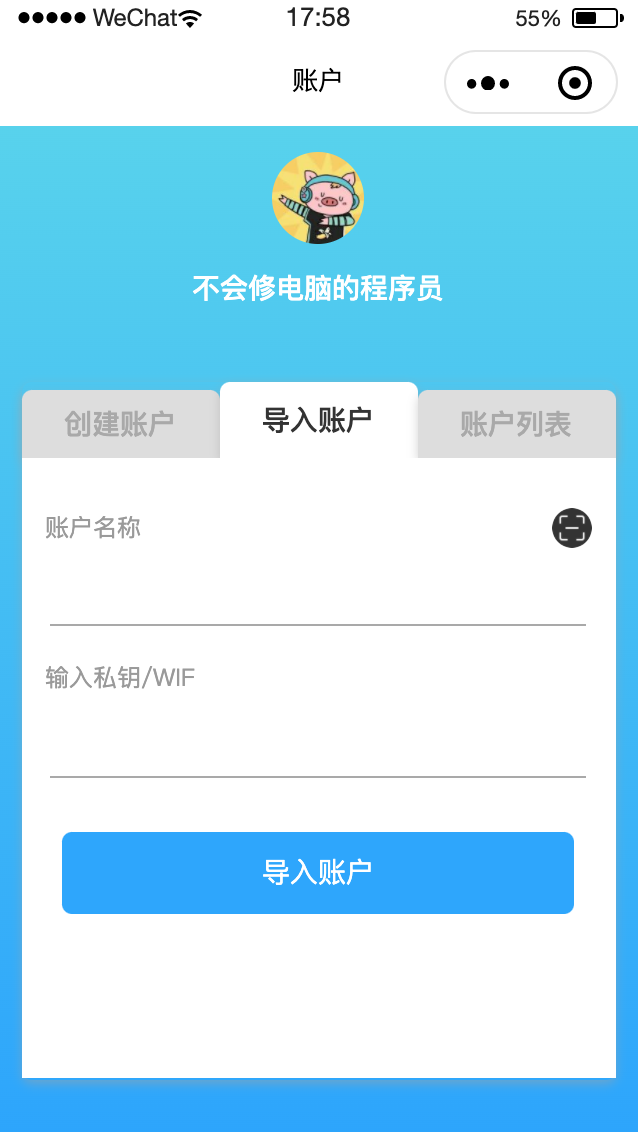 WeChat 17:58 55%
账户
不会修电脑的程序员
创建账户 导入账户 账户列表
账户名称
输入私钥/WIF
导入账户